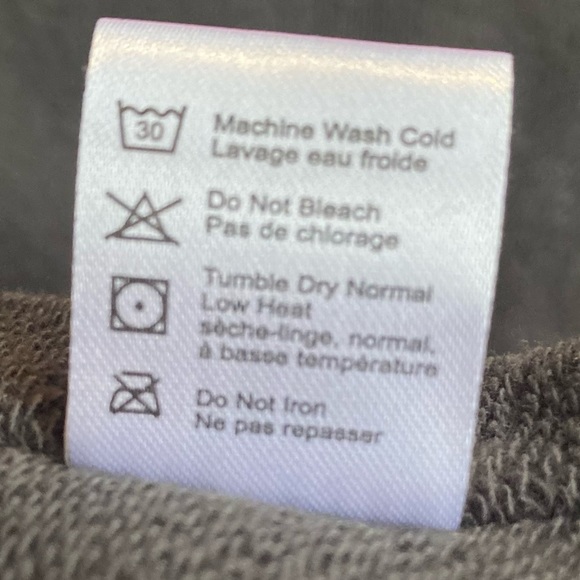 30
Machine Wash Cold
Lavage eau froide
Do Not Bleach
Pas de chlorage
Tumble Dry Normal
Low Heat
sèche-linge, normal,
à basse température
Do Not Iron
Ne pas repasser